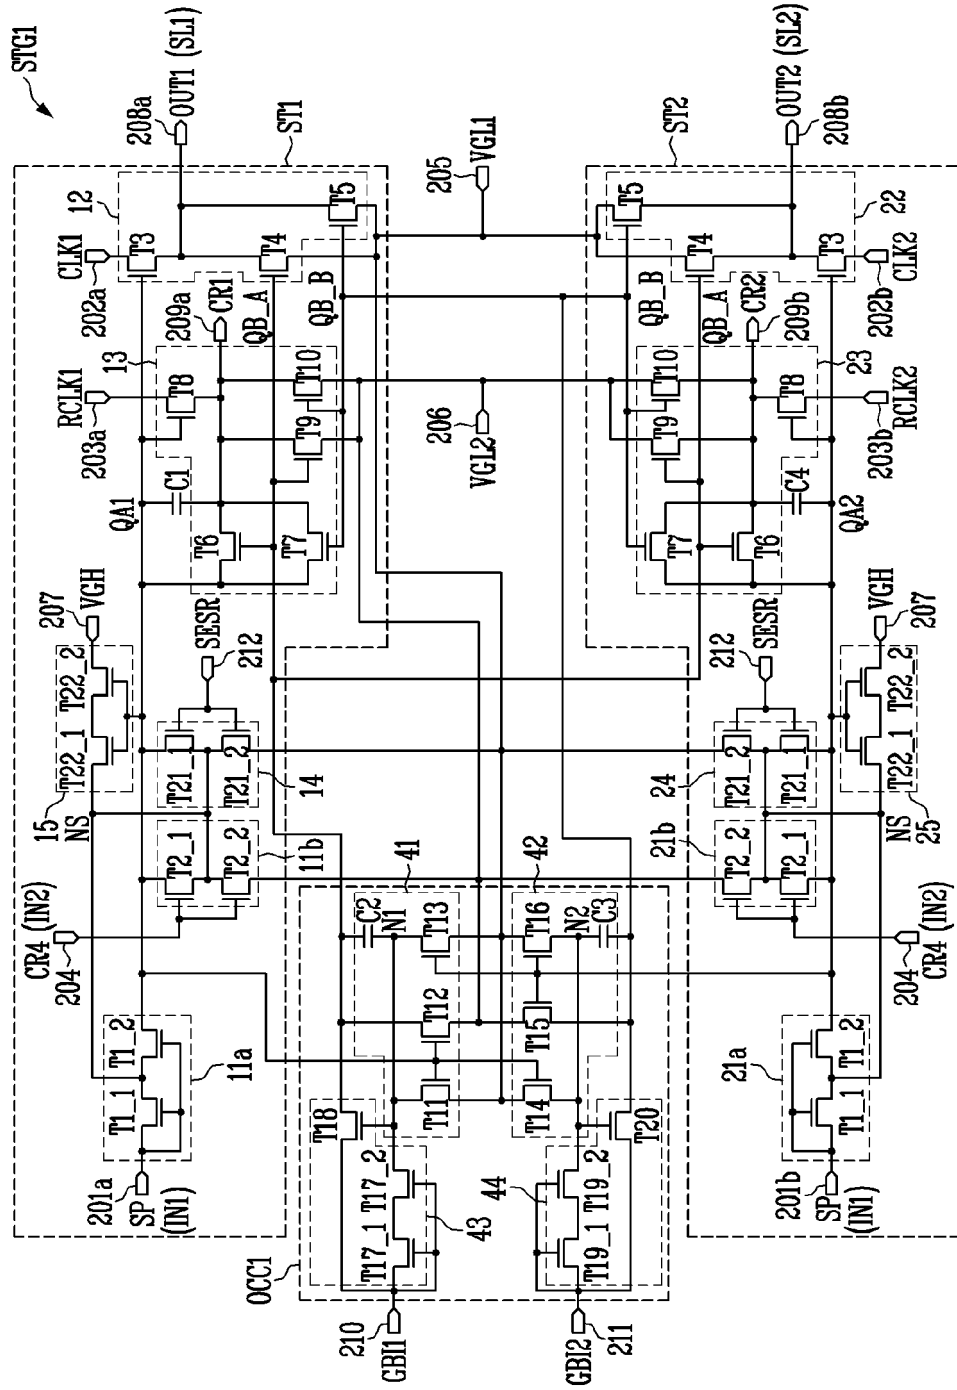 STG1
OUT1 (SL1)
208a
ST1
CLK1
202a
12
T3
T4
T5
205
VGL1
ST2
OUT2 (SL2)
208b
22
T5
T4
T3
CLK2
202b
RCLK1
203a
13
209a
CR1
QB_A
QB_B
T8
T9
T10
QA1
C1
T6
T7
206
VGL2
QB_B
QB_A
CR2
209b
23
T10
T9
T8
RCLK2
203b
T7
T6
C4
QA2
207
VGH
SESR
212
15
T22_1
T22_2
NS
T21_1
T21_2
14
T2_1
T2_2
11b
CR4 (IN2)
204
SESR
212
24
T21_2
T21_1
21b
T2_2
T2_1
VGH
207
T22_1
T22_2
NS
25
CR4 (IN2)
204
41
C2
N1
T13
T12
T11
42
T16
N2
C3
T15
T14
T1_1
T1_2
11a
201a
SP
(IN1)
T18
T17_1
T17_2
43
44
T19_1
T19_2
T20
OCC1
210
GBI1
211
GBI2
21a
T1_1
T1_2
201b
SP
(IN1)